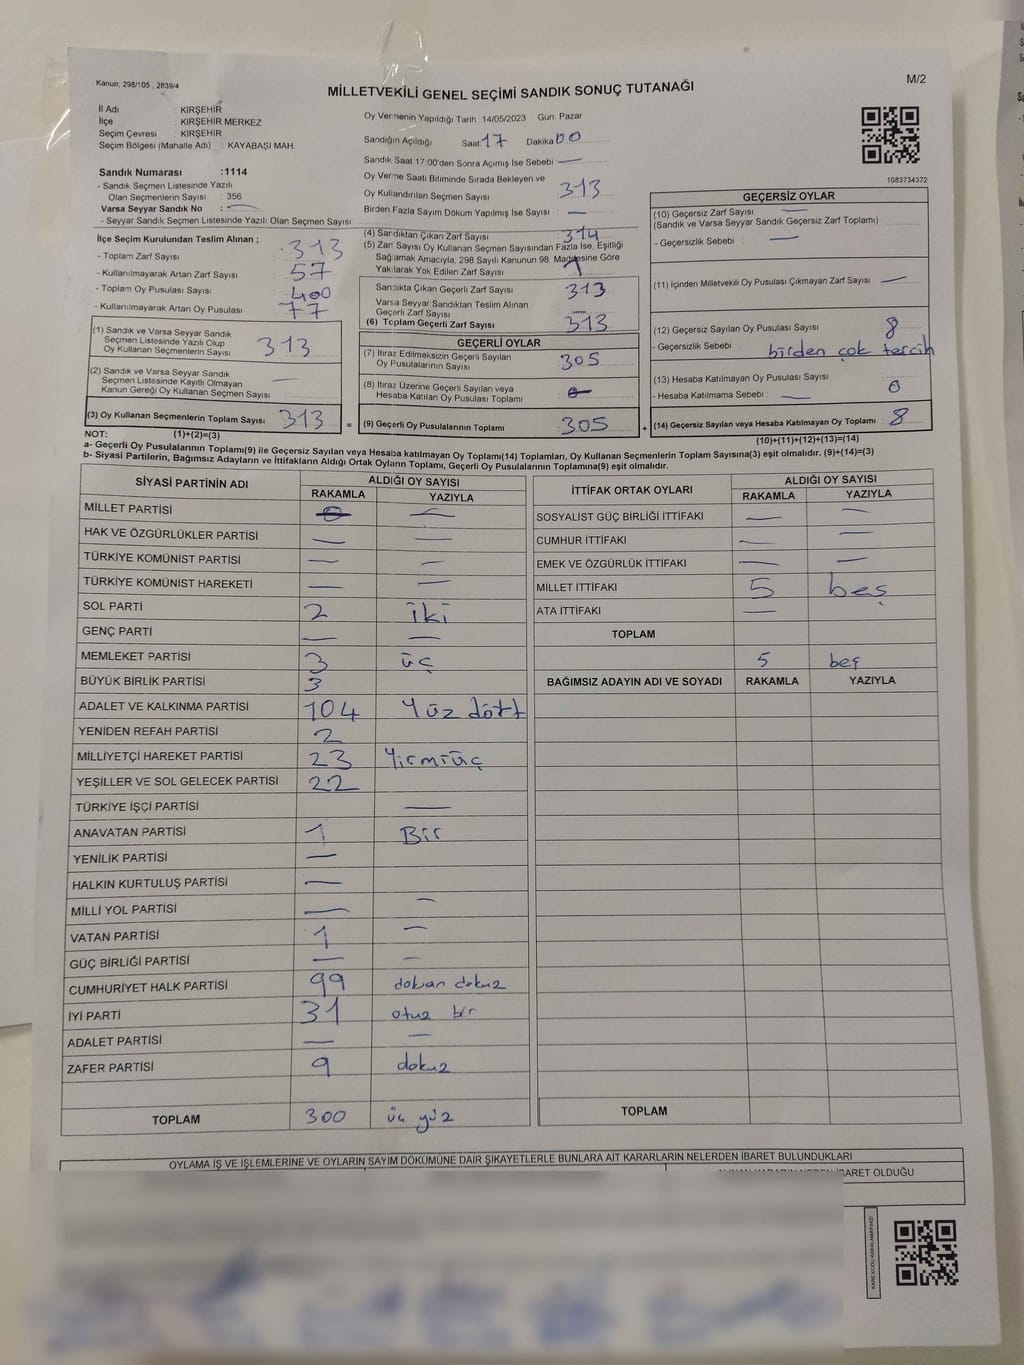 Kanun; 298/105 , 2839/4
MİLLETVEKİLİ GENEL SEÇİMİ SANDIK SONUÇ TUTANAĞI
M/2
İl Adı : KIRŞEHİR
İlçe : KIRŞEHİR MERKEZ
Seçim Çevresi : KIRŞEHİR
Seçim Bölgesi (Mahalle Adı) : KAYABAŞI MAH.
Sandık Numarası :1114
- Sandık Seçmen Listesinde Yazılı
Olan Seçmenlerin Sayısı : 356
Varsa Seyyar Sandık No : —
- Seyyar Sandık Seçmen Listesinde Yazılı Olan Seçmen Sayısı:
Oy Vermenin Yapıldığı Tarih :14/05/2023 Gün: Pazar
Sandığın Açıldığı Saat: 17 Dakika 00
Sandık Saat 17.00'den Sonra Açımış İse Sebebi : —
Oy Verme Saati Bitiminde Sırada Bekleyen ve
Oy Kullandırılan Seçmen Sayısı 313
Birden Fazla Sayım Döküm Yapılmış İse Sayısı : —
1083734372
İlçe Seçim Kurulundan Teslim Alınan ;
- Toplam Zarf Sayısı : 313
- Kullanılmayarak Artan Zarf Sayısı : 57
- Toplam Oy Pusulası Sayısı : 400
- Kullanılmayarak Artan Oy Pusulası : 77
(1) Sandık ve Varsa Seyyar Sandık
Seçmen Listesinde Yazılı Olup
Oy Kullanan Seçmenlerin Sayısı 313
(2) Sandık ve Varsa Seyyar Sandık
Seçmen Listesinde Kayıtlı Olmayan
Kanun Gereği Oy Kullanan Seçmen Sayısı —
(3) Oy Kullanan Seçmenlerin Toplam Sayısı 313
(1)+(2)=(3)
(4) Sandıktan Çıkan Zarf Sayısı 314
(5) Zarf Sayısı Oy Kullanan Seçmen Sayısından Fazla İse, Eşitliği
Sağlamak Amacıyla, 298 Sayılı Kanunun 98. Maddesine Göre
Yakılarak Yok Edilen Zarf Sayısı 1
Sandıkta Çıkan Geçerli Zarf Sayısı 313
Varsa Seyyar Sandıktan Teslim Alınan
Geçerli Zarf Sayısı :
(6) Toplam Geçerli Zarf Sayısı 313
GEÇERLİ OYLAR
(7) İtiraz Edilmeksizin Geçerli Sayılan
Oy Pusulalarının Sayısı 305
(8) İtiraz Üzerine Geçerli Sayılan veya
Hesaba Katılan Oy Pusulası Toplamı
= (9) Geçerli Oy Pusulalarının Toplamı 305
GEÇERSİZ OYLAR
(10) Geçersiz Zarf Sayısı —
(Sandık ve Varsa Seyyar Sandık Geçersiz Zarf Toplamı)
- Geçersizlik Sebebi : —
(11) İçinden Milletvekili Oy Pusulası Çıkmayan Zarf Sayısı —
(12) Geçersiz Sayılan Oy Pusulası Sayısı 8
- Geçersizlik Sebebi : birden çok tercih
(13) Hesaba Katılmayan Oy Pusulası Sayısı 0
- Hesaba Katılmama Sebebi : —
+ (14) Geçersiz Sayılan veya Hesaba Katılmayan Oy Toplamı : 8
(10)+(11)+(12)+(13)=(14)
NOT:
a- Geçerli Oy Pusulalarının Toplamı(9) ile Geçersiz Sayılan veya Hesaba katılmayan Oy Toplamı(14) Toplamları, Oy Kullanan Seçmenlerin Toplam Sayısına(3) eşit olmalıdır. (9)+(14)=(3)
b- Siyasi Partilerin, Bağımsız Adayların ve İttifakların Aldığı Ortak Oyların Toplamı, Geçerli Oy Pusulalarının Toplamına(9) eşit olmalıdır.
SİYASİ PARTİNİN ADI ALDIĞI OY SAYISI
RAKAMLA YAZIYLA
MİLLET PARTİSİ —
HAK VE ÖZGÜRLÜKLER PARTİSİ — —
TÜRKİYE KOMÜNİST PARTİSİ — —
TÜRKİYE KOMÜNİST HAREKETİ — —
SOL PARTİ 2 iki
GENÇ PARTİ — —
MEMLEKET PARTİSİ 3 üç
BÜYÜK BİRLİK PARTİSİ 3
ADALET VE KALKINMA PARTİSİ 104 Yüz dört
YENİDEN REFAH PARTİSİ 2
MİLLİYETÇİ HAREKET PARTİSİ 23 Yirmiüç
YEŞİLLER VE SOL GELECEK PARTİSİ 22
TÜRKİYE İŞÇİ PARTİSİ —
ANAVATAN PARTİSİ 1 Bir
YENİLİK PARTİSİ —
HALKIN KURTULUŞ PARTİSİ —
MİLLİ YOL PARTİSİ — —
VATAN PARTİSİ 1 —
GÜÇ BİRLİĞİ PARTİSİ — —
CUMHURİYET HALK PARTİSİ 99 doksan dokuz
İYİ PARTİ 31 otuz bir
ADALET PARTİSİ — —
ZAFER PARTİSİ 9 dokuz
TOPLAM 300 üç yüz
İTTİFAK ORTAK OYLARI ALDIĞI OY SAYISI
RAKAMLA YAZIYLA
SOSYALİST GÜÇ BİRLİĞİ İTTİFAKI — —
CUMHUR İTTİFAKI — —
EMEK VE ÖZGÜRLÜK İTTİFAKI — —
MİLLET İTTİFAKI 5 beş
ATA İTTİFAKI —
TOPLAM
5 beş
BAĞIMSIZ ADAYIN ADI VE SOYADI RAKAMLA YAZIYLA
TOPLAM
OYLAMA İŞ VE İŞLEMLERİNE VE OYLARIN SAYIM DÖKÜMÜNE DAİR ŞİKAYETLERLE BUNLARA AİT KARARLARIN NELERDEN İBARET BULUNDUKLARI
İBARET OLDUĞU
KARE KODU KARALAMAYINIZ!